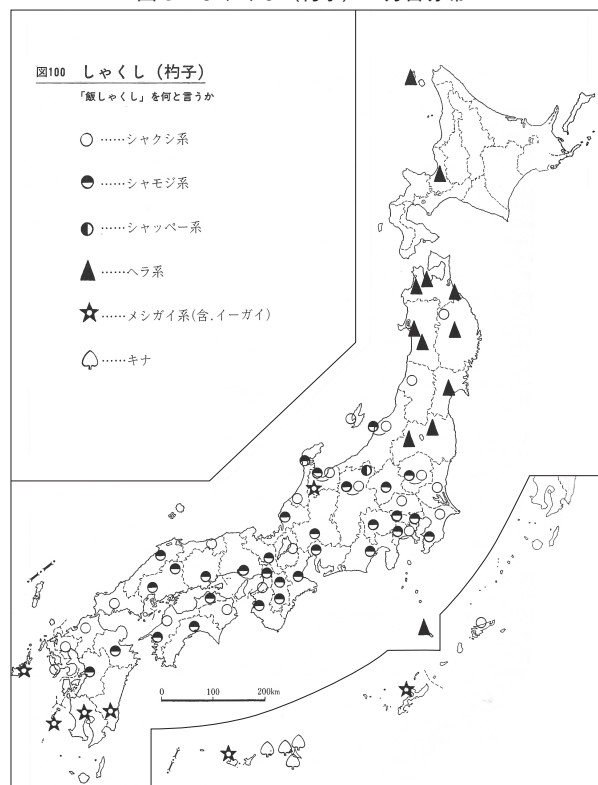 図100 しゃくし (杓子)
「飯しゃくし」を何と言うか
……シャクシ系
……シャモジ系
……シャッペー系
……ヘラ系
……メシガイ系(含.イーガイ)
……キナ
0 100 200km